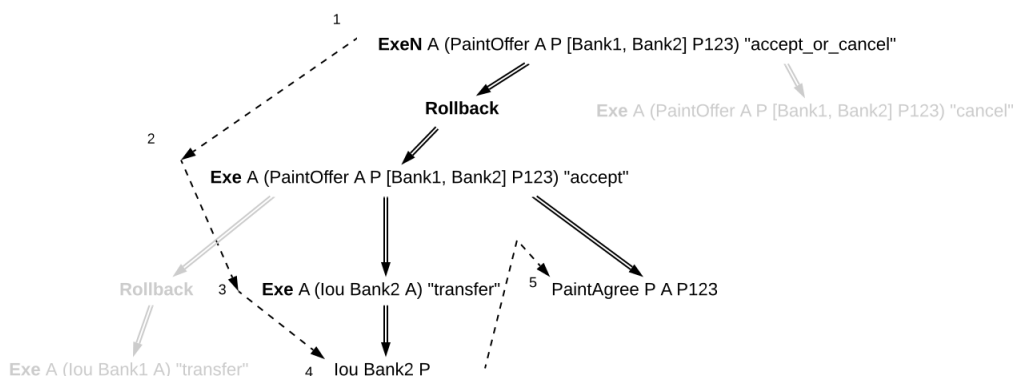 1
ExeN A (PaintOffer A P [Bank1, Bank2] P123) "accept_or_cancel"
Rollback
Exe A (PaintOffer A P [Bank1, Bank2] P123) "cancel"
2
Exe A (PaintOffer A P [Bank1, Bank2] P123) "accept"
Rollback
3
Exe A (Iou Bank2 A) "transfer"
5
PaintAgree P A P123
Exe A (Iou Bank1 A) "transfer"
4
Iou Bank2 P